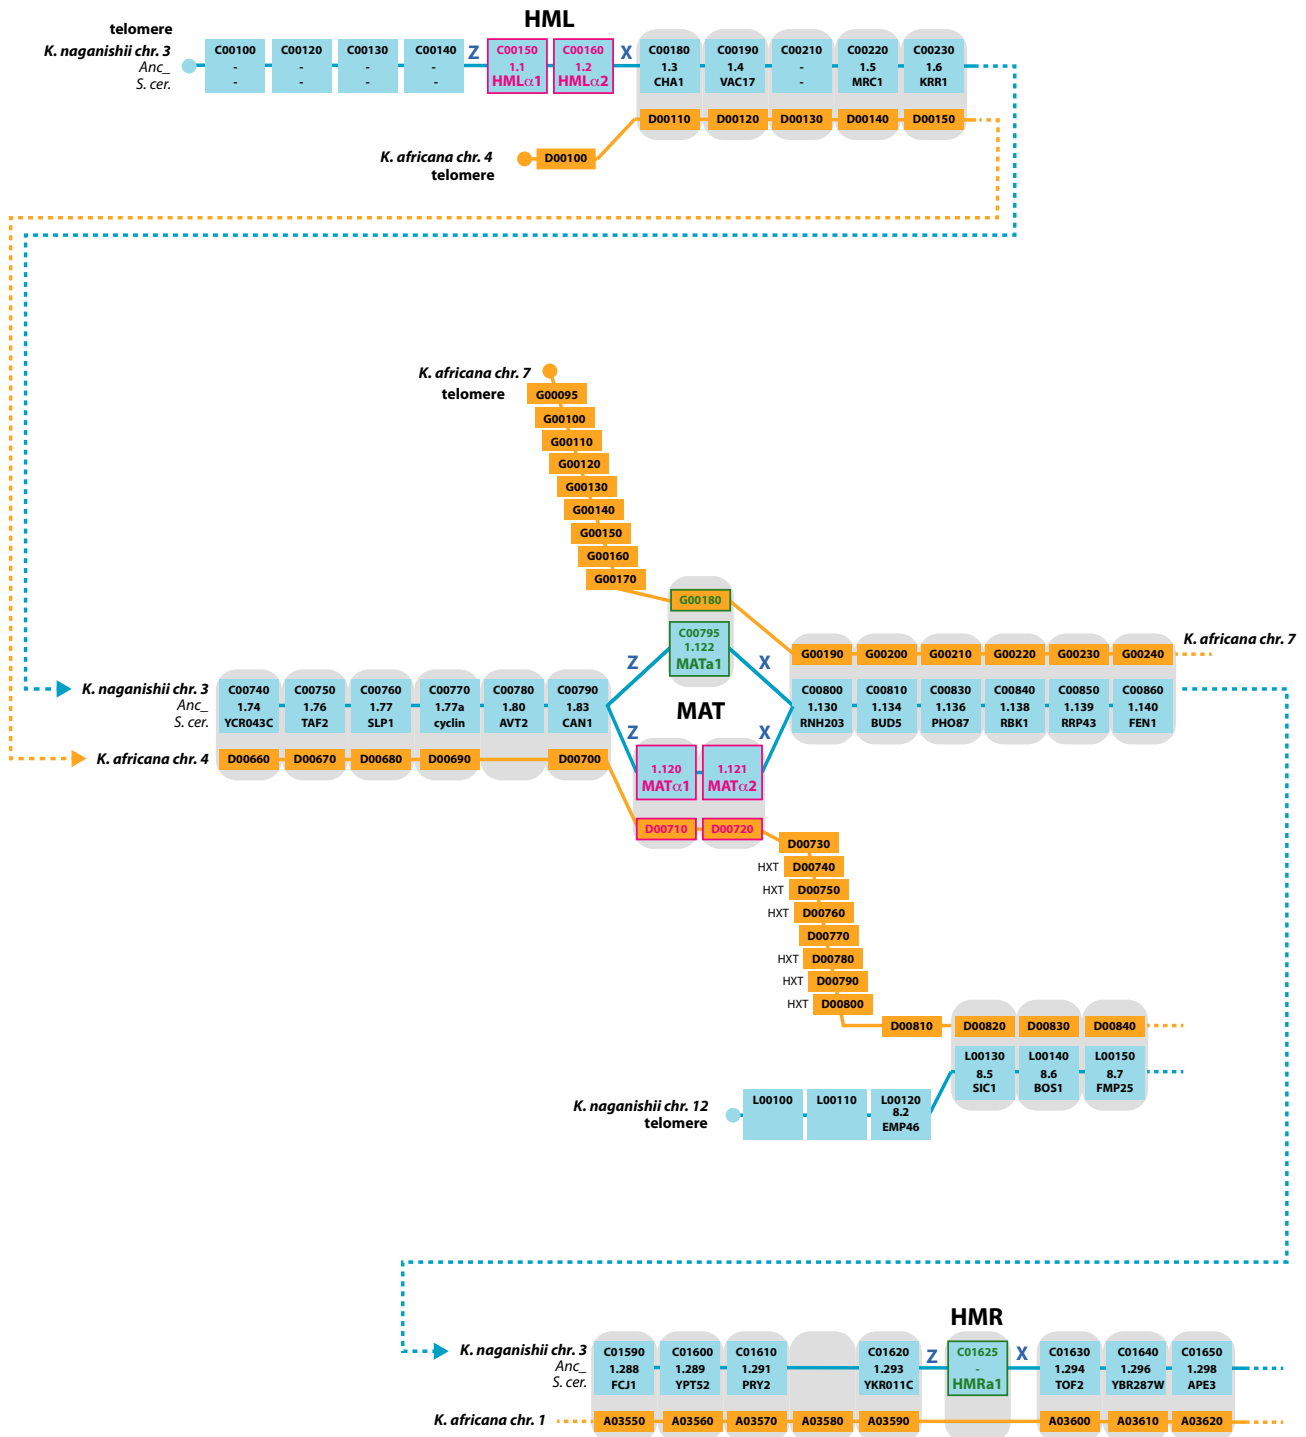 HML
telomere
K. naganishii chr. 3
Anc_
S. cer.
C00100
-
-
C00120
-
-
C00130
-
-
C00140
-
-
Z
C00150
1.1
HMLα1
C00160
1.2
HMLα2
X
C00180
1.3
CHA1
C00190
1.4
VAC17
C00210
-
-
C00220
1.5
MRC1
C00230
1.6
KRR1
D00110
D00120
D00130
D00140
D00150
K. africana chr. 4
telomere
D00100
K. africana chr. 7
telomere
G00095
G00100
G00110
G00120
G00130
G00140
G00150
G00160
G00170
G00180
C00795
1.122
MATa1
Z
X
MAT
Z
X
K. naganishii chr. 3
Anc_
S. cer.
C00740
1.74
YCR043C
C00750
1.76
TAF2
C00760
1.77
SLP1
C00770
1.77a
cyclin
C00780
1.80
AVT2
C00790
1.83
CAN1
K. africana chr. 4
D00660
D00670
D00680
D00690
D00700
1.120
MATα1
1.121
MATα2
D00710
D00720
G00190
G00200
G00210
G00220
G00230
G00240
K. africana chr. 7
C00800
1.130
RNH203
C00810
1.134
BUD5
C00830
1.136
PHO87
C00840
1.138
RBK1
C00850
1.139
RRP43
C00860
1.140
FEN1
D00730
HXT D00740
HXT D00750
HXT D00760
D00770
HXT D00780
HXT D00790
HXT D00800
D00810
D00820
D00830
D00840
L00130
8.5
SIC1
L00140
8.6
BOS1
L00150
8.7
FMP25
K. naganishii chr. 12
telomere
L00100
L00110
L00120
8.2
EMP46
HMR
K. naganishii chr. 3
Anc_
S. cer.
C01590
1.288
FCJ1
C01600
1.289
YPT52
C01610
1.291
PRY2
C01620
1.293
YKR011C
Z
C01625
-
HMRa1
X
C01630
1.294
TOF2
C01640
1.296
YBR287W
C01650
1.298
APE3
K. africana chr. 1
A03550
A03560
A03570
A03580
A03590
A03600
A03610
A03620